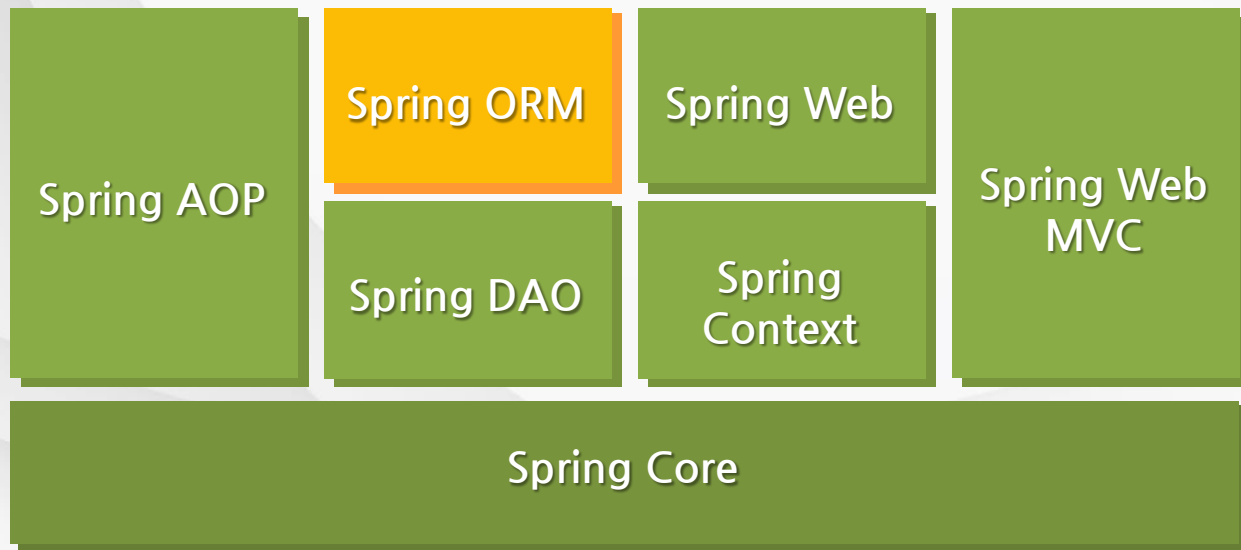 Spring AOP
Spring ORM
Spring DAO
Spring Web
Spring
Context
Spring Web
MVC
Spring Core